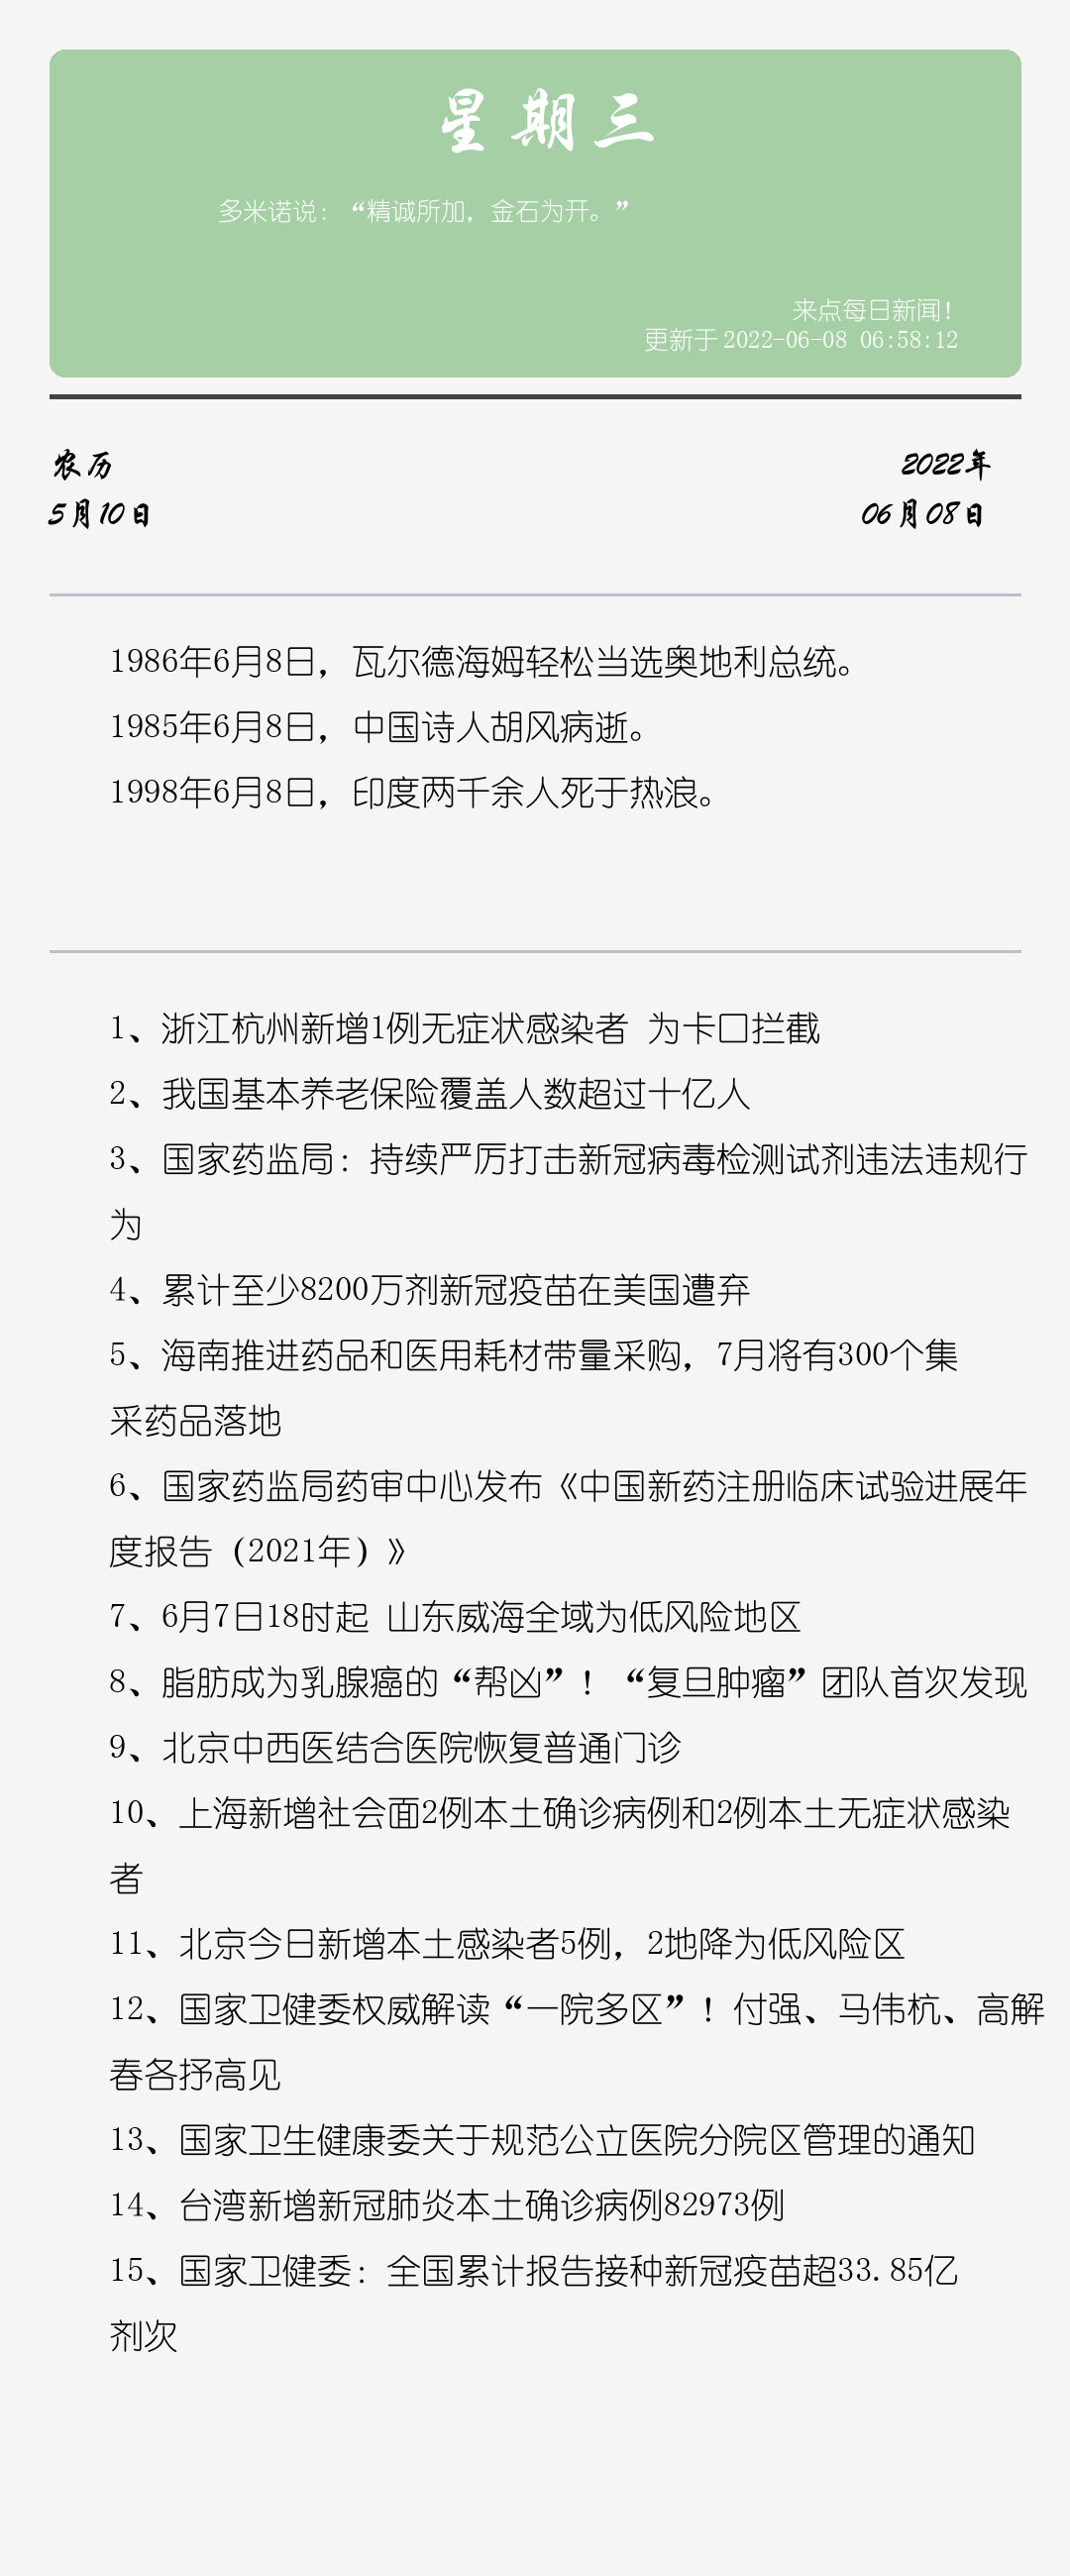 星期三
多米诺说：“精诚所加，金石为开。”
来点每日新闻！
更新于 2022-06-08 06:58:12
农历
2022年
5月10日
06月08日
1986年6月8日，瓦尔德海姆轻松当选奥地利总统。
1985年6月8日，中国诗人胡风病逝。
1998年6月8日，印度两千余人死于热浪。
1、浙江杭州新增1例无症状感染者 为卡口拦截
2、我国基本养老保险覆盖人数超过十亿人
3、国家药监局：持续严厉打击新冠病毒检测试剂违法违规行
为
4、累计至少8200万剂新冠疫苗在美国遭弃
5、海南推进药品和医用耗材带量采购，7月将有300个集
采药品落地
6、国家药监局药审中心发布《中国新药注册临床试验进展年
度报告（2021年）》
7、6月7日18时起 山东威海全域为低风险地区
8、脂肪成为乳腺癌的“帮凶”！“复旦肿瘤”团队首次发现
9、北京中西医结合医院恢复普通门诊
10、上海新增社会面2例本土确诊病例和2例本土无症状感染
者
11、北京今日新增本土感染者5例，2地降为低风险区
12、国家卫健委权威解读“一院多区”！付强、马伟杭、高解
春各抒高见
13、国家卫生健康委关于规范公立医院分院区管理的通知
14、台湾新增新冠肺炎本土确诊病例82973例
15、国家卫健委：全国累计报告接种新冠疫苗超33.85亿
剂次